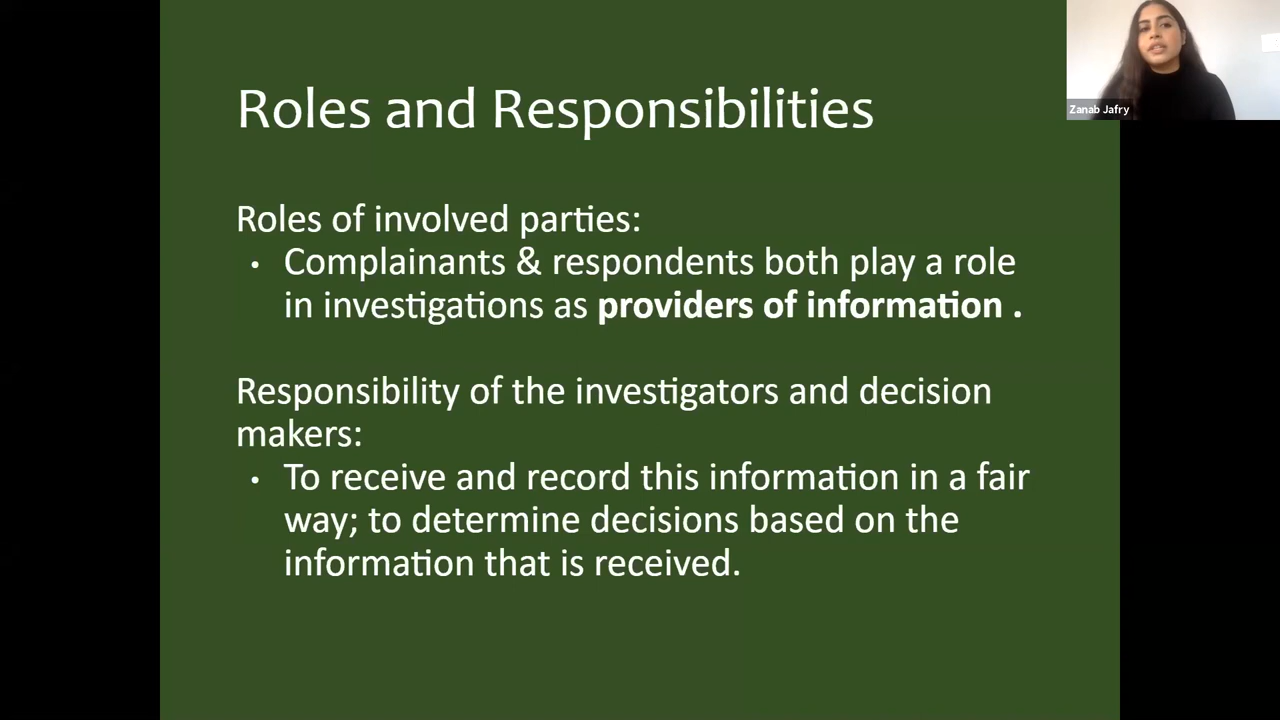 Roles and Responsibilities
Zanab Jafry
Roles of involved parties:
• Complainants & respondents both play a role
in investigations as providers of information .
Responsibility of the investigators and decision
makers:
• To receive and record this information in a fair
way; to determine decisions based on the
information that is received.